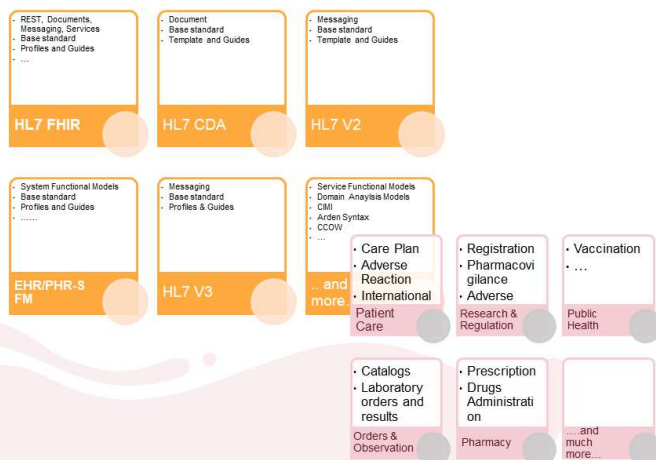 · REST, Documents,
Messaging, Services
· Base standard
· Profiles and Guides
· ...
HL7 FHIR
· Document
· Base standard
· Template and Guides
HL7 CDA
· Messaging
· Base standard
· Template and Guides
HL7 V2
· System Functional Models
· Base standard
· Profiles and Guides
· ......
EHR/PHR-S
FM
· Messaging
· Base standard
· Profiles & Guides
HL7 V3
· Service Functional Models
· Domain Anaylsis Models
· CIMI
· Arden Syntax
· CCOW
· ...
.. and
more..
· Care Plan
· Adverse
Reaction
· International
Patient
Care
· Registration
· Pharmacovi
gilance
· Adverse
Research &
Regulation
· Vaccination
· ...
Public
Health
· Catalogs
· Laboratory
orders and
results
Orders &
Observation
· Prescription
· Drugs
Administrati
on
Pharmacy
....and
much
more...